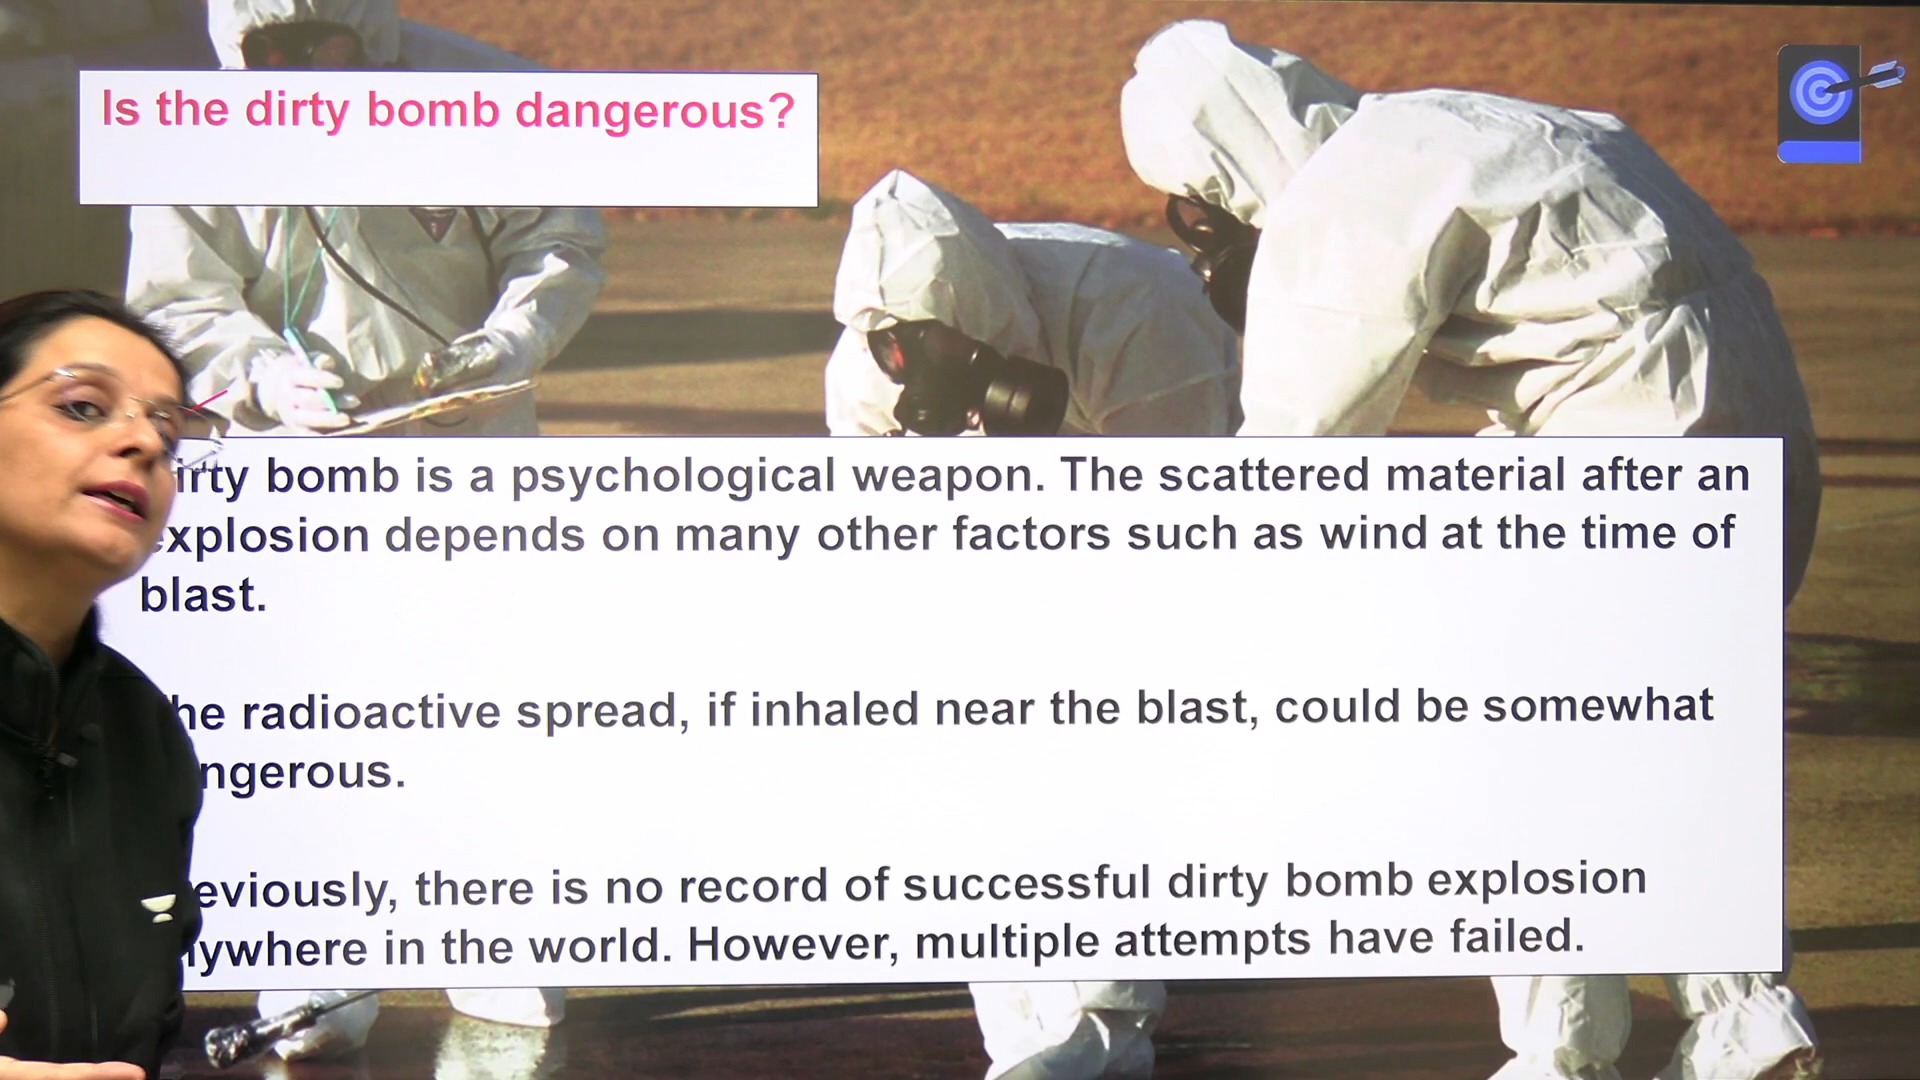 Is the dirty bomb dangerous?
irty bomb is a psychological weapon. The scattered material after an
explosion depends on many other factors such as wind at the time of
blast.
he radioactive spread, if inhaled near the blast, could be somewhat
ngerous.
eviously, there is no record of successful dirty bomb explosion
nywhere in the world. However, multiple attempts have failed.